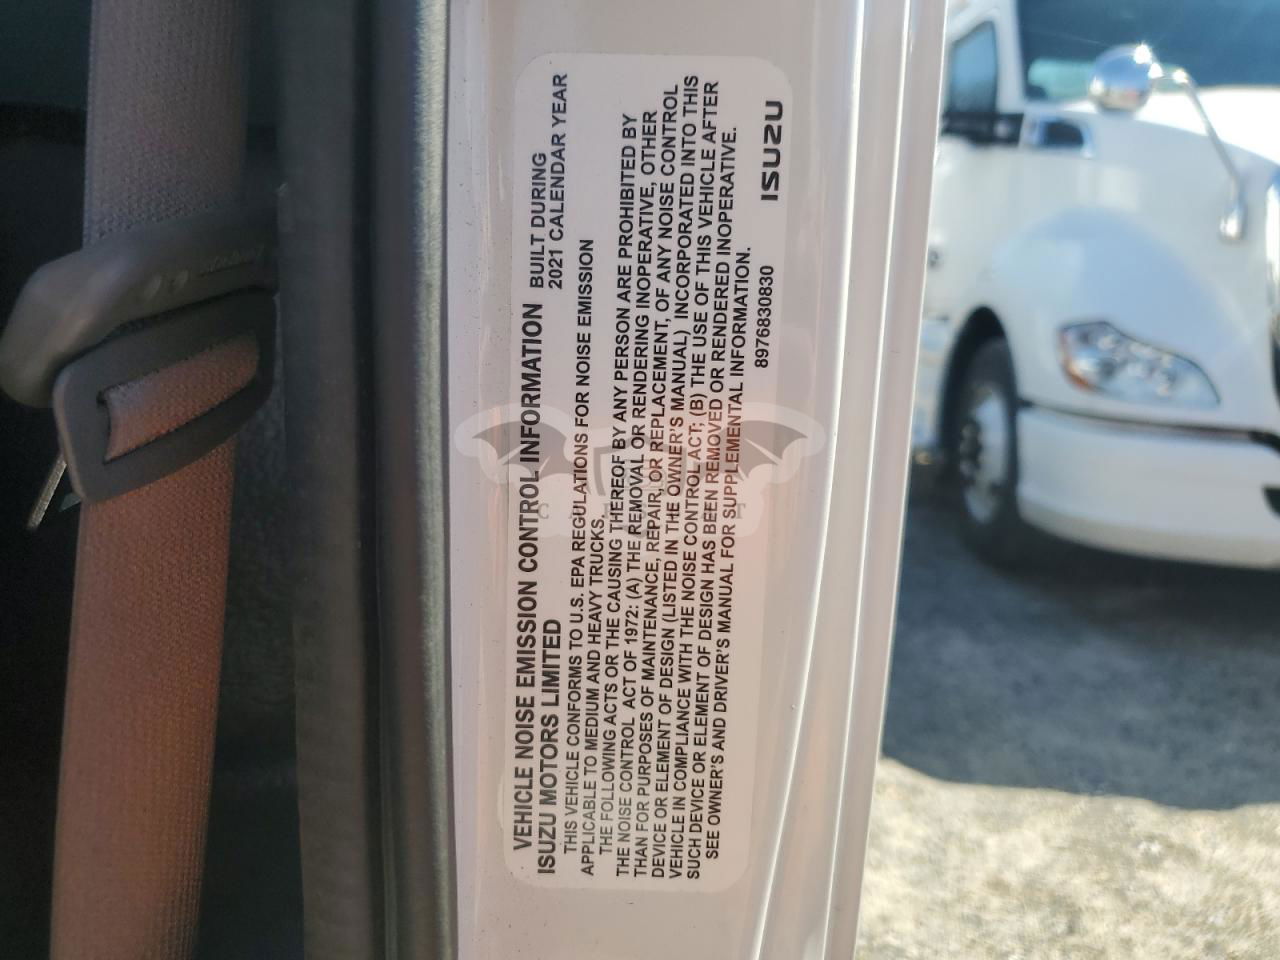 VEHICLE NOISE EMISSION CONTROL INFORMATION
ISUZU MOTORS LIMITED
BUILT DURING
2021 CALENDAR YEAR
THIS VEHICLE CONFORMS TO U.S. EPA REGULATIONS FOR NOISE EMISSION
APPLICABLE TO MEDIUM AND HEAVY TRUCKS.
THE FOLLOWING ACTS OR THE CAUSING THEREOF BY ANY PERSON ARE PROHIBITED BY
THE NOISE CONTROL ACT OF 1972: (A) THE REMOVAL OR RENDERING INOPERATIVE, OTHER
THAN FOR PURPOSES OF MAINTENANCE, REPAIR, OR REPLACEMENT, OF ANY NOISE CONTROL
DEVICE OR ELEMENT OF DESIGN (LISTED IN THE OWNER'S MANUAL) INCORPORATED INTO THIS
VEHICLE IN COMPLIANCE WITH THE NOISE CONTROL ACT; (B) THE USE OF THIS VEHICLE AFTER
SUCH DEVICE OR ELEMENT OF DESIGN HAS BEEN REMOVED OR RENDERED INOPERATIVE.
SEE OWNER'S AND DRIVER'S MANUAL FOR SUPPLEMENTAL INFORMATION.
8976830830
ISUZU